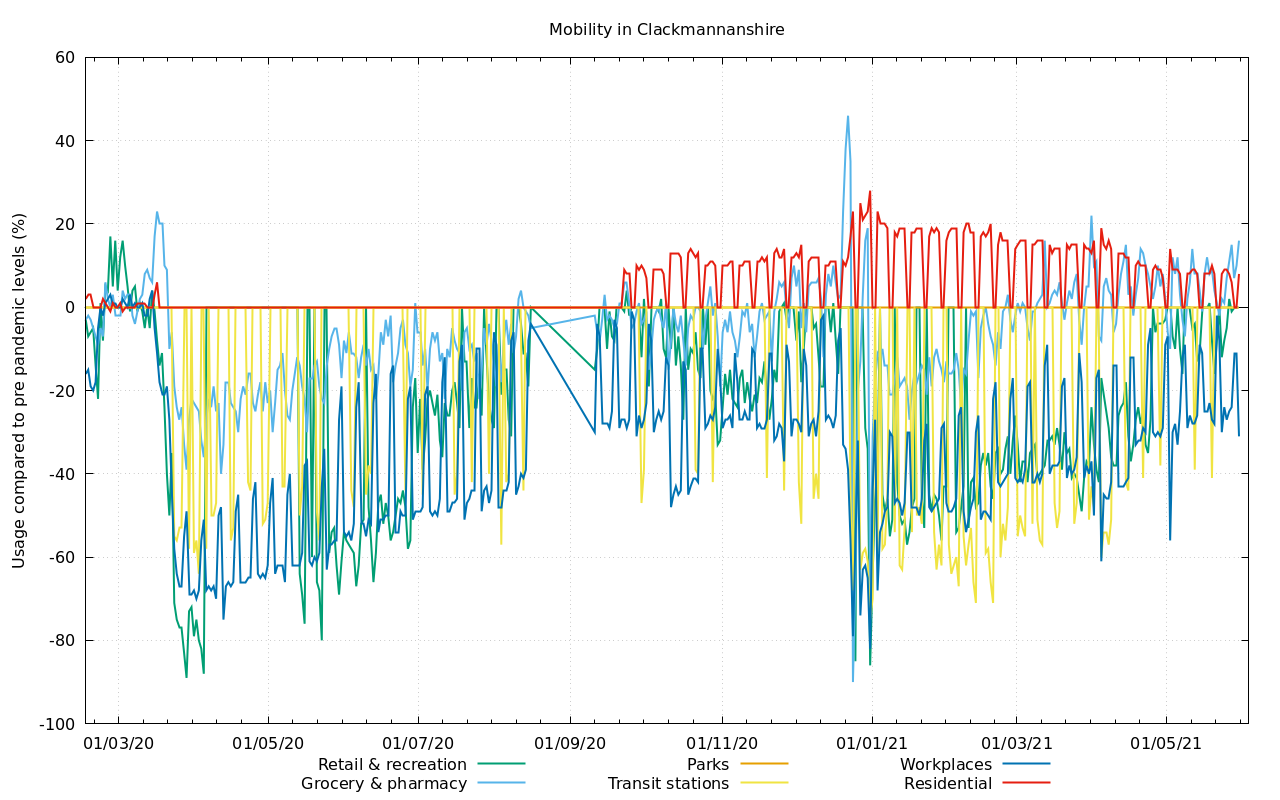 Mobility in Clackmannanshire
Usage compared to pre pandemic levels (%)
60
40
20
0
-20
-40
-60
-80
-100
01/03/20 01/05/20 01/07/20 01/09/20 01/11/20 01/01/21 01/03/21 01/05/21
Retail & recreation Parks Workplaces
Grocery & pharmacy Transit stations Residential